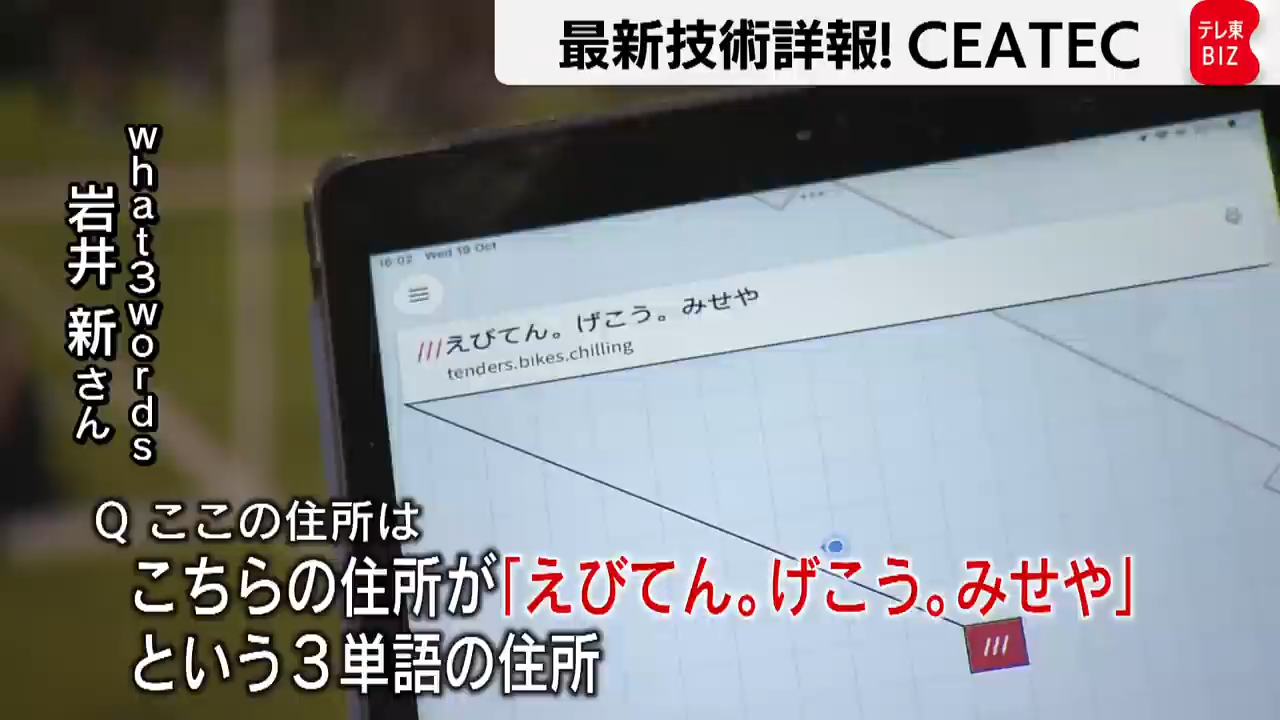 最新技術詳報! CEATEC
テレ東
BIZ
what3words
岩井 新さん
16:02 Wed 19 Oct
///えびてん。げこう。みせや
tenders.bikes.chilling
///
Q ここの住所は
こちらの住所が「えびてん。げこう。みせや」
という3単語の住所